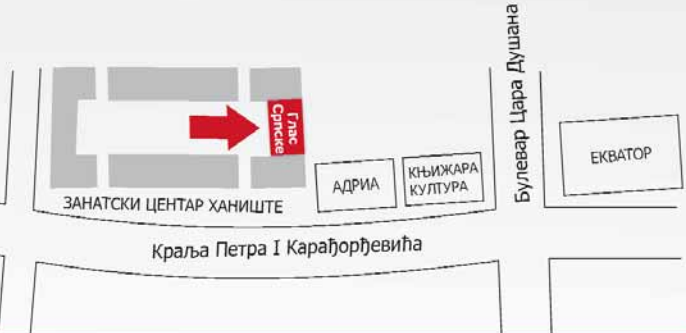 Булевар Цара Душана
Глас
Српске
ЕКВАТОР
АДРИА
КЊИЖАРА
КУЛТУРА
ЗАНАТСКИ ЦЕНТАР ХАНИШТЕ
Краља Петра I Карађорђевића